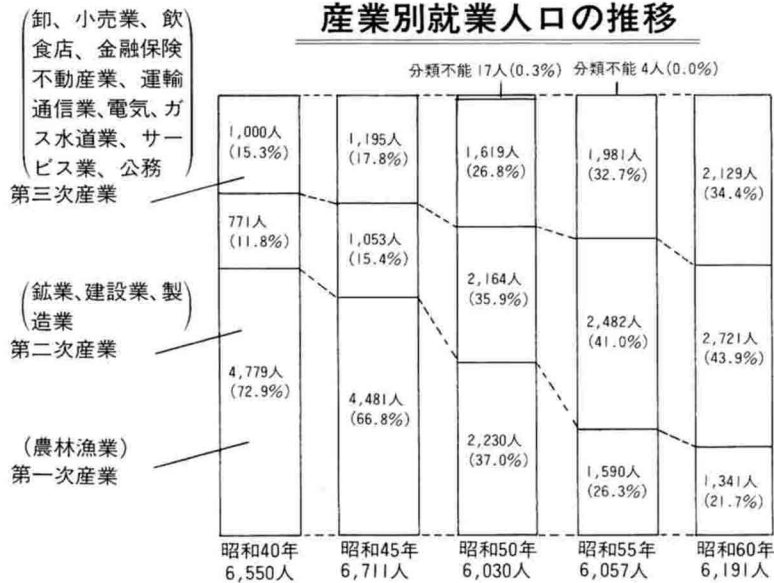 産業別就業人口の推移
(卸、小売業、飲
食店、金融保険
不動産業、運輸
通信業、電気、ガ
ス水道業、サー
ビス業、公務)
第三次産業
(鉱業、建設業、製
造業)
第二次産業
(農林漁業)
第一次産業
分類不能17人(0.3%)
分類不能4人(0.0%)
1,000人
(15.3%)
771人
(11.8%)
4,779人
(72.9%)
昭和40年
6,550人
1,195人
(17.8%)
1,053人
(15.4%)
4,481人
(66.8%)
昭和45年
6,711人
1,619人
(26.8%)
2,164人
(35.9%)
2,230人
(37.0%)
昭和50年
6,030人
1,981人
(32.7%)
2,482人
(41.0%)
1,590人
(26.3%)
昭和55年
6,057人
2,129人
(34.4%)
2,721人
(43.9%)
1,341人
(21.7%)
昭和60年
6,191人